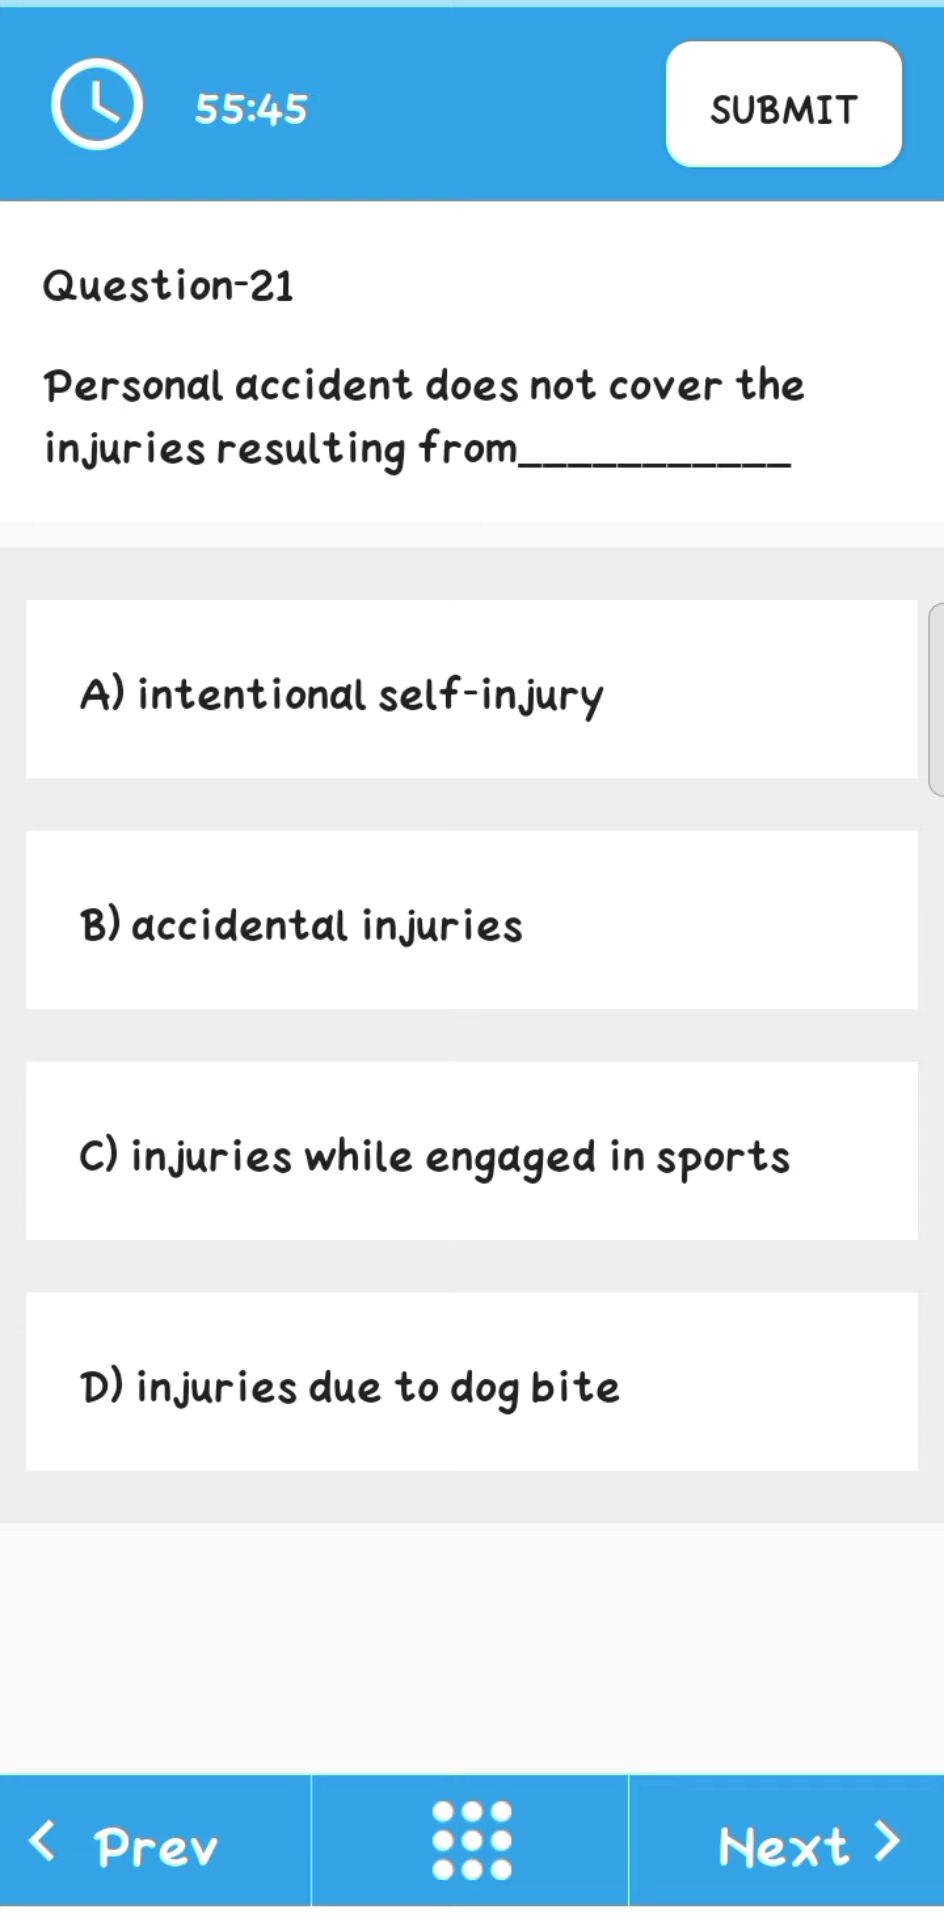 55:45
SUBMIT
Question-21
Personal accident does not cover the
injuries resulting from___________
A) intentional self-injury
B) accidental injuries
C) injuries while engaged in sports
D) injuries due to dog bite
Prev
Next